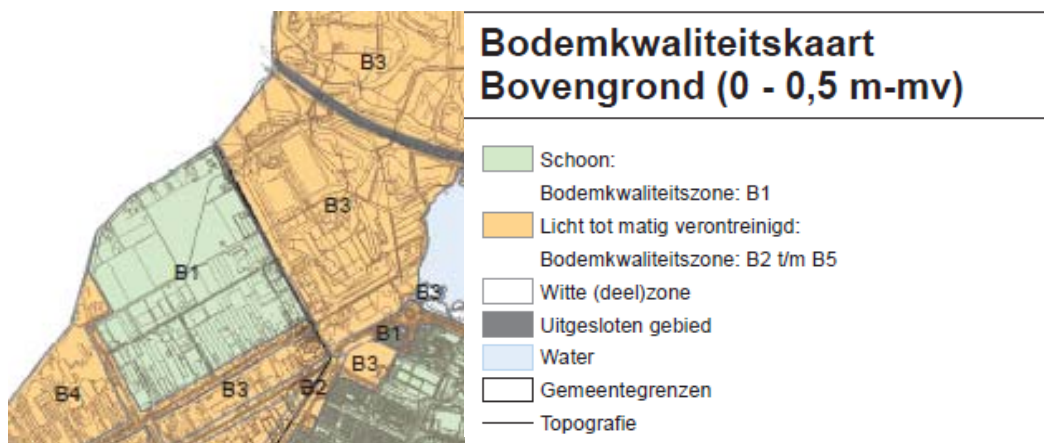 B3
B3
B1
B3
B1
B3
B3
B2
B4
Bodemkwaliteitskaart
Bovengrond (0 - 0,5 m-mv)
Schoon:
Bodemkwaliteitszone: B1
Licht tot matig verontreinigd:
Bodemkwaliteitszone: B2 t/m B5
Witte (deel)zone
Uitgesloten gebied
Water
Gemeentegrenzen
Topografie